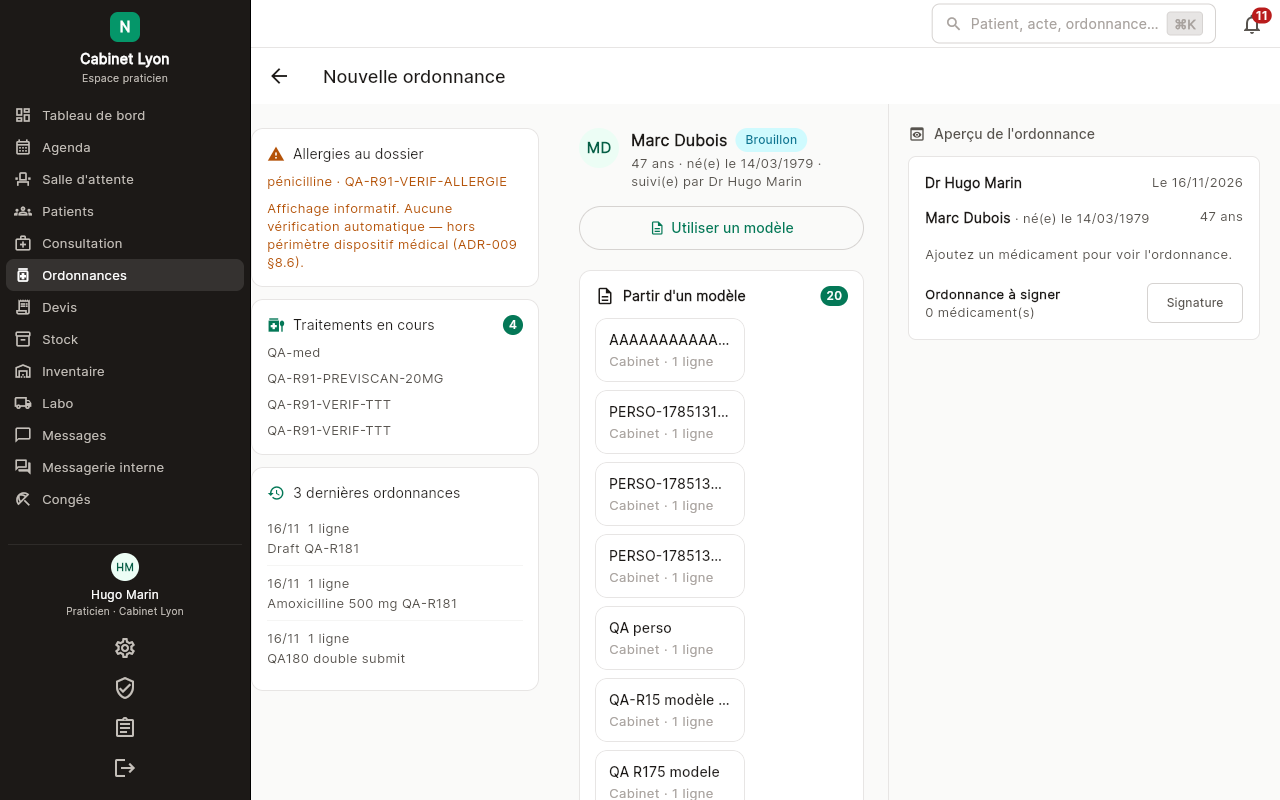 N
Cabinet Lyon
Espace praticien
Tableau de bord
Agenda
Salle d'attente
Patients
Consultation
Ordonnances
Devis
Stock
Inventaire
Labo
Messages
Messagerie interne
Congés
HM
Hugo Marin
Praticien · Cabinet Lyon
Patient, acte, ordonnance... ⌘K
11
Nouvelle ordonnance
Allergies au dossier
pénicilline · QA-R91-VERIF-ALLERGIE
Affichage informatif. Aucune
vérification automatique — hors
périmètre dispositif médical (ADR-009
§8.6).
Traitements en cours 4
QA-med
QA-R91-PREVISCAN-20MG
QA-R91-VERIF-TTT
QA-R91-VERIF-TTT
3 dernières ordonnances
16/11 1 ligne
Draft QA-R181
16/11 1 ligne
Amoxicilline 500 mg QA-R181
16/11 1 ligne
QA180 double submit
MD
Marc Dubois Brouillon
47 ans · né(e) le 14/03/1979 ·
suivi(e) par Dr Hugo Marin
Utiliser un modèle
Partir d'un modèle 20
AAAAAAAAAAA...
Cabinet · 1 ligne
PERSO-1785131...
Cabinet · 1 ligne
PERSO-178513...
Cabinet · 1 ligne
PERSO-178513...
Cabinet · 1 ligne
QA perso
Cabinet · 1 ligne
QA-R15 modèle ...
Cabinet · 1 ligne
QA R175 modele
Cabinet · 1 ligne
Aperçu de l'ordonnance
Dr Hugo Marin Le 16/11/2026
Marc Dubois · né(e) le 14/03/1979 47 ans
Ajoutez un médicament pour voir l'ordonnance.
Ordonnance à signer
0 médicament(s)
Signature